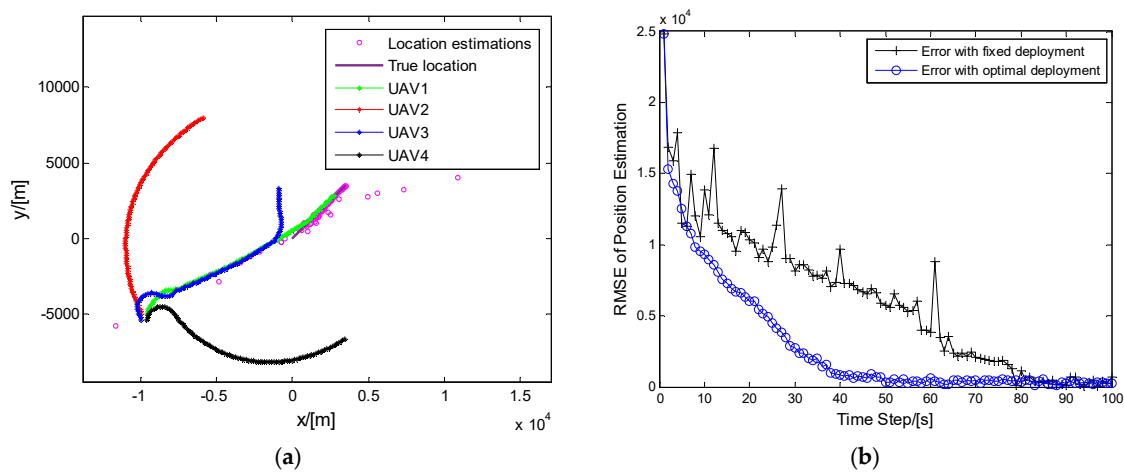 Location estimations
True location
UAV1
UAV2
UAV3
UAV4
10000
5000
0
-5000
y/[m]
-1 -0.5 0 0.5 1 1.5
x/[m]
x 10^4
(a)
x 10^4
2.5
2
1.5
1
0.5
0
RMSE of Position Estimation
Error with fixed deployment
Error with optimal deployment
0 10 20 30 40 50 60 70 80 90 100
Time Step/[s]
(b)